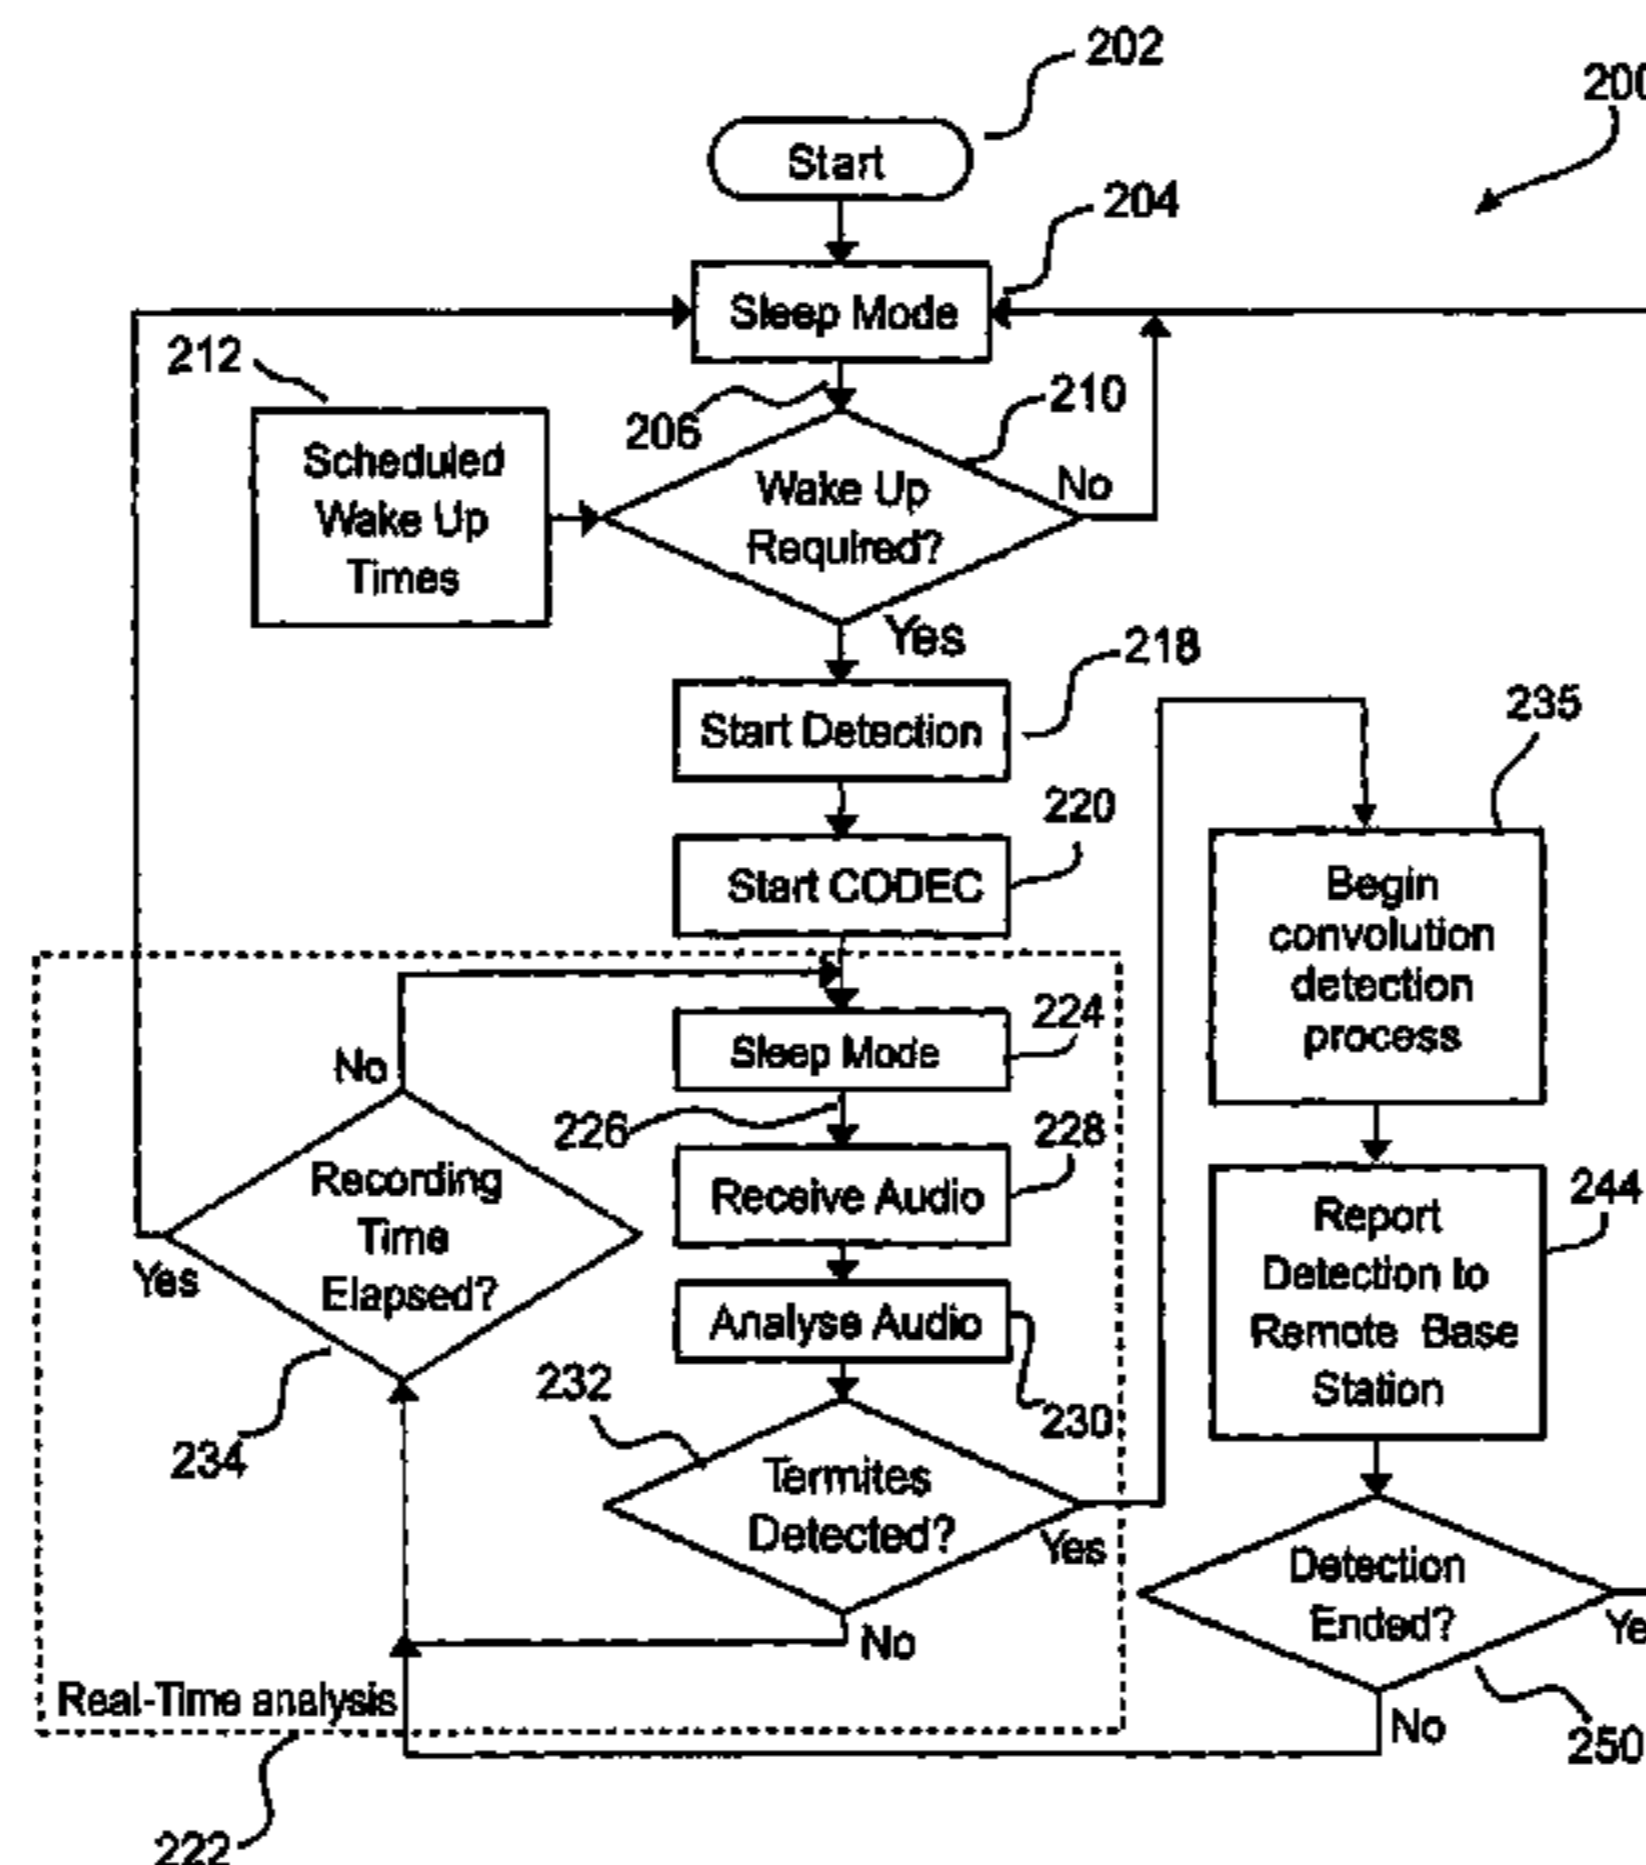 202
200
Start
204
Sleep Mode
212
206
210
Scheduled
Wake Up
Times
Wake Up
Required?
No
Yes
218
Start Detection
235
220
Start CODEC
Begin
convolution
detection
process
224
Sleep Mode
No
226
228
Receive Audio
Recording
Time
Elapsed?
Yes
244
Report
Detection to
Remote Base
Station
Analyse Audio
232
230
234
Termites
Detected?
Yes
No
Detection
Ended?
Ye
No
250
Real-Time analysis
222